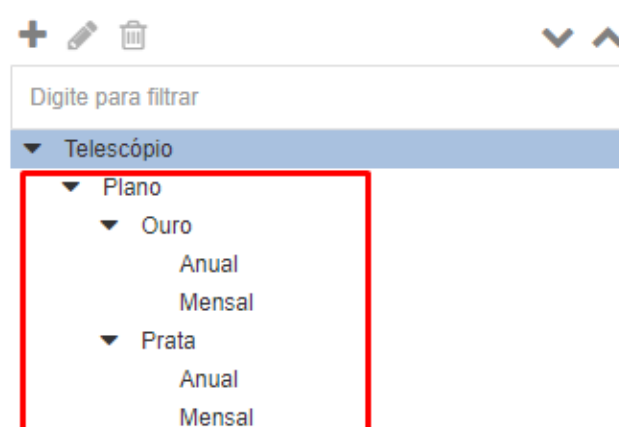 Digite para filtrar
Telescópio
Plano
Ouro
Anual
Mensal
Prata
Anual
Mensal